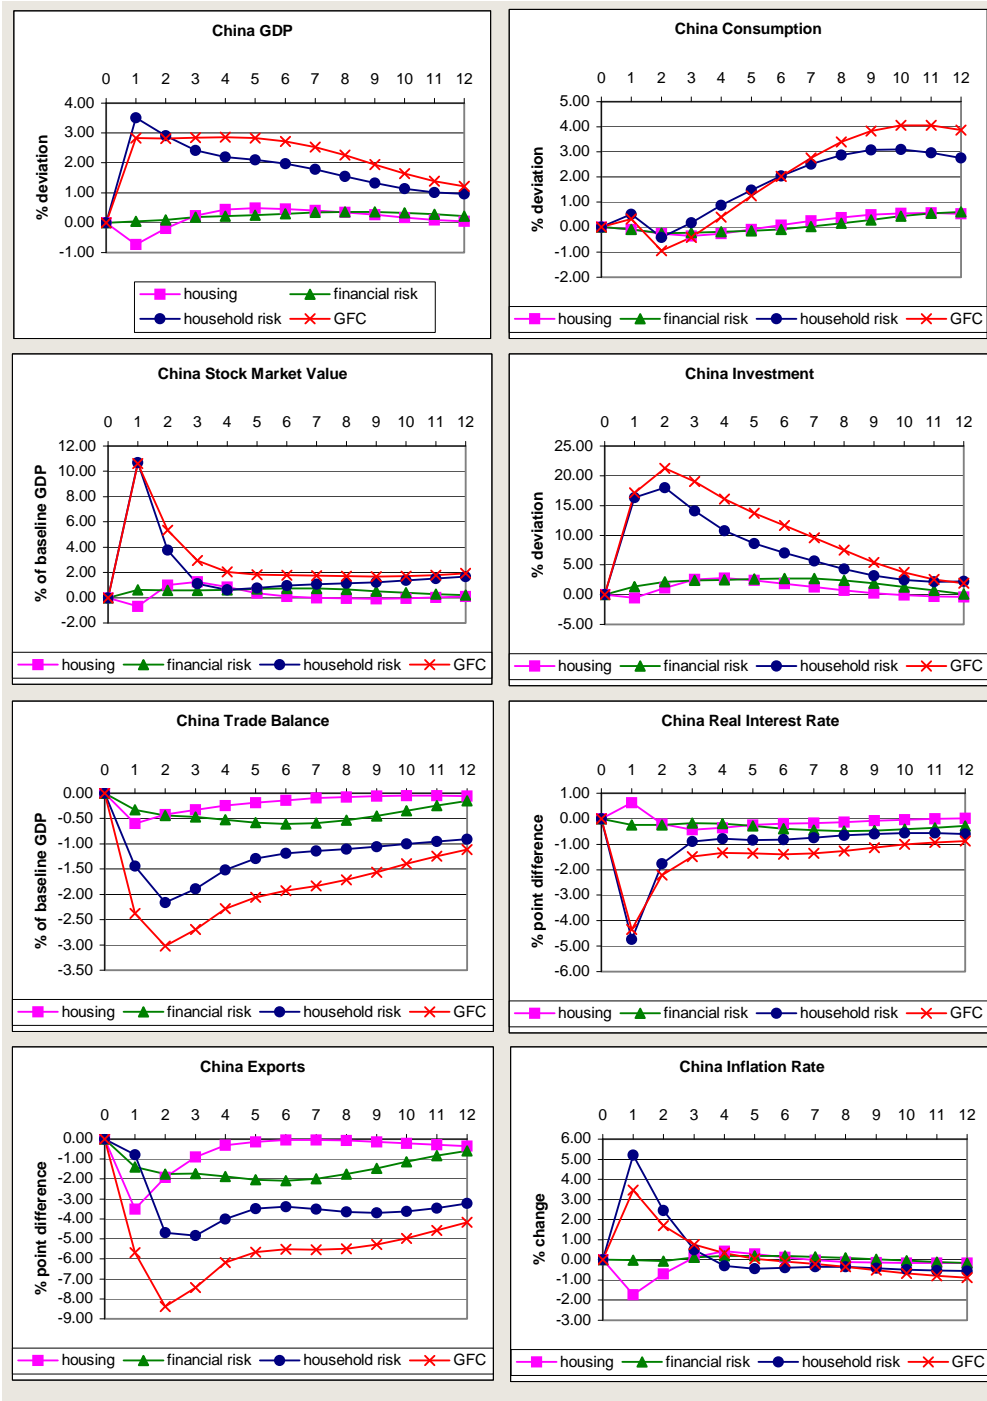 China GDP
0 1 2 3 4 5 6 7 8 9 10 11 12
4.00
3.00
2.00
1.00
0.00
-1.00
% deviation
housing financial risk
household risk GFC
China Consumption
0 1 2 3 4 5 6 7 8 9 10 11 12
5.00
4.00
3.00
2.00
1.00
0.00
-1.00
-2.00
% deviation
housing financial risk household risk GFC
China Stock Market Value
0 1 2 3 4 5 6 7 8 9 10 11 12
12.00
10.00
8.00
6.00
4.00
2.00
0.00
-2.00
% of baseline GDP
housing financial risk household risk GFC
China Investment
0 1 2 3 4 5 6 7 8 9 10 11 12
25.00
20.00
15.00
10.00
5.00
0.00
-5.00
% deviation
housing financial risk household risk GFC
China Trade Balance
0 1 2 3 4 5 6 7 8 9 10 11 12
0.00
-0.50
-1.00
-1.50
-2.00
-2.50
-3.00
-3.50
% of baseline GDP
housing financial risk household risk GFC
China Real Interest Rate
0 1 2 3 4 5 6 7 8 9 10 11 12
1.00
0.00
-1.00
-2.00
-3.00
-4.00
-5.00
-6.00
% point difference
housing financial risk household risk GFC
China Exports
0 1 2 3 4 5 6 7 8 9 10 11 12
0.00
-1.00
-2.00
-3.00
-4.00
-5.00
-6.00
-7.00
-8.00
-9.00
% point difference
housing financial risk household risk GFC
China Inflation Rate
0 1 2 3 4 5 6 7 8 9 10 11 12
6.00
5.00
4.00
3.00
2.00
1.00
0.00
-1.00
-2.00
-3.00
% change
housing financial risk household risk GFC